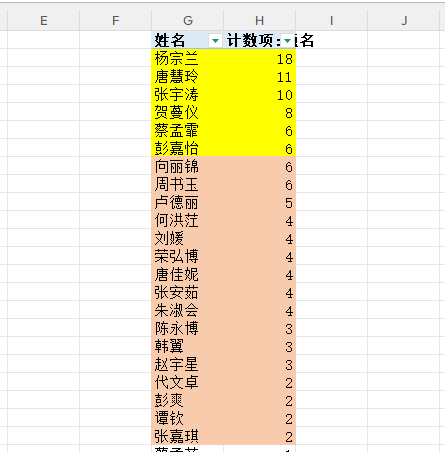 E F G H I J
姓名 计数项:姓名
杨宗兰 18
唐慧玲 11
张宇涛 10
贺蔓仪 8
蔡孟霏 6
彭嘉怡 6
向丽锦 6
周书玉 6
卢德丽 5
何洪茳 4
刘媛 4
荣弘博 4
唐佳妮 4
张安茹 4
朱淑会 4
陈永博 3
韩翼 3
赵宇星 3
代文卓 2
彭爽 2
谭钦 2
张嘉琪 2